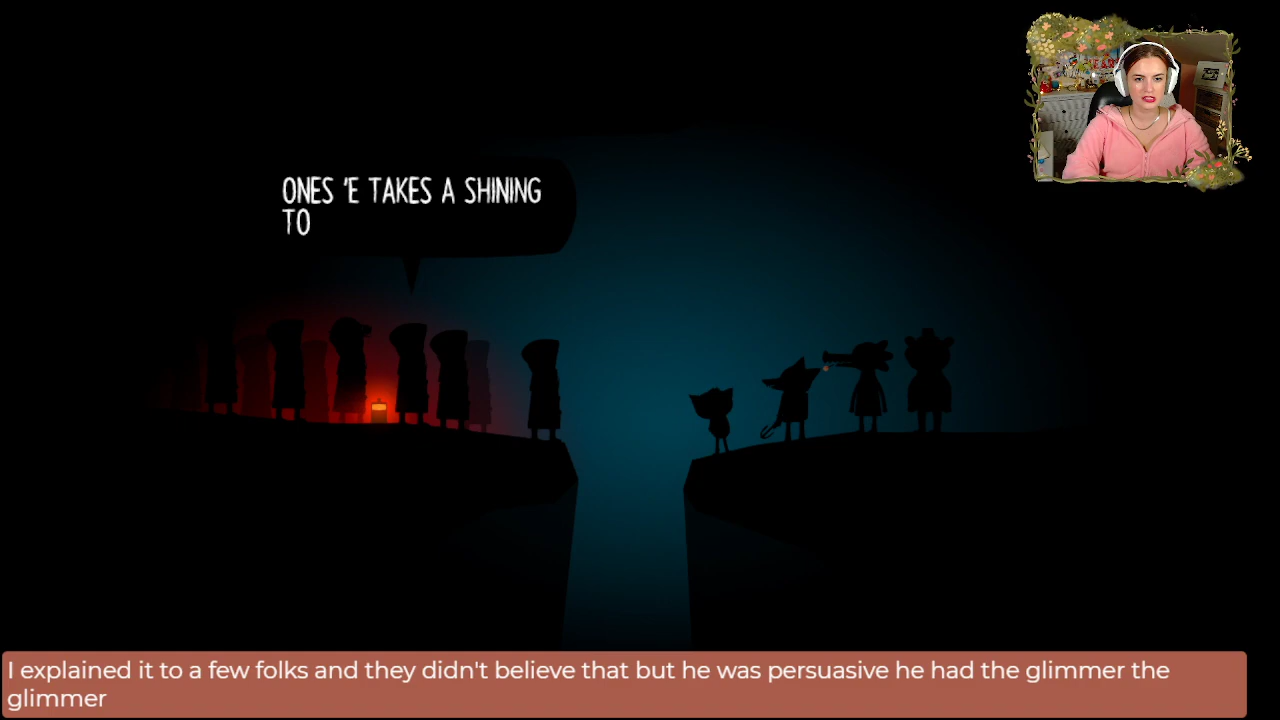 ONES 'E TAKES A SHINING
TO
I explained it to a few folks and they didn't believe that but he was persuasive he had the glimmer the
glimmer